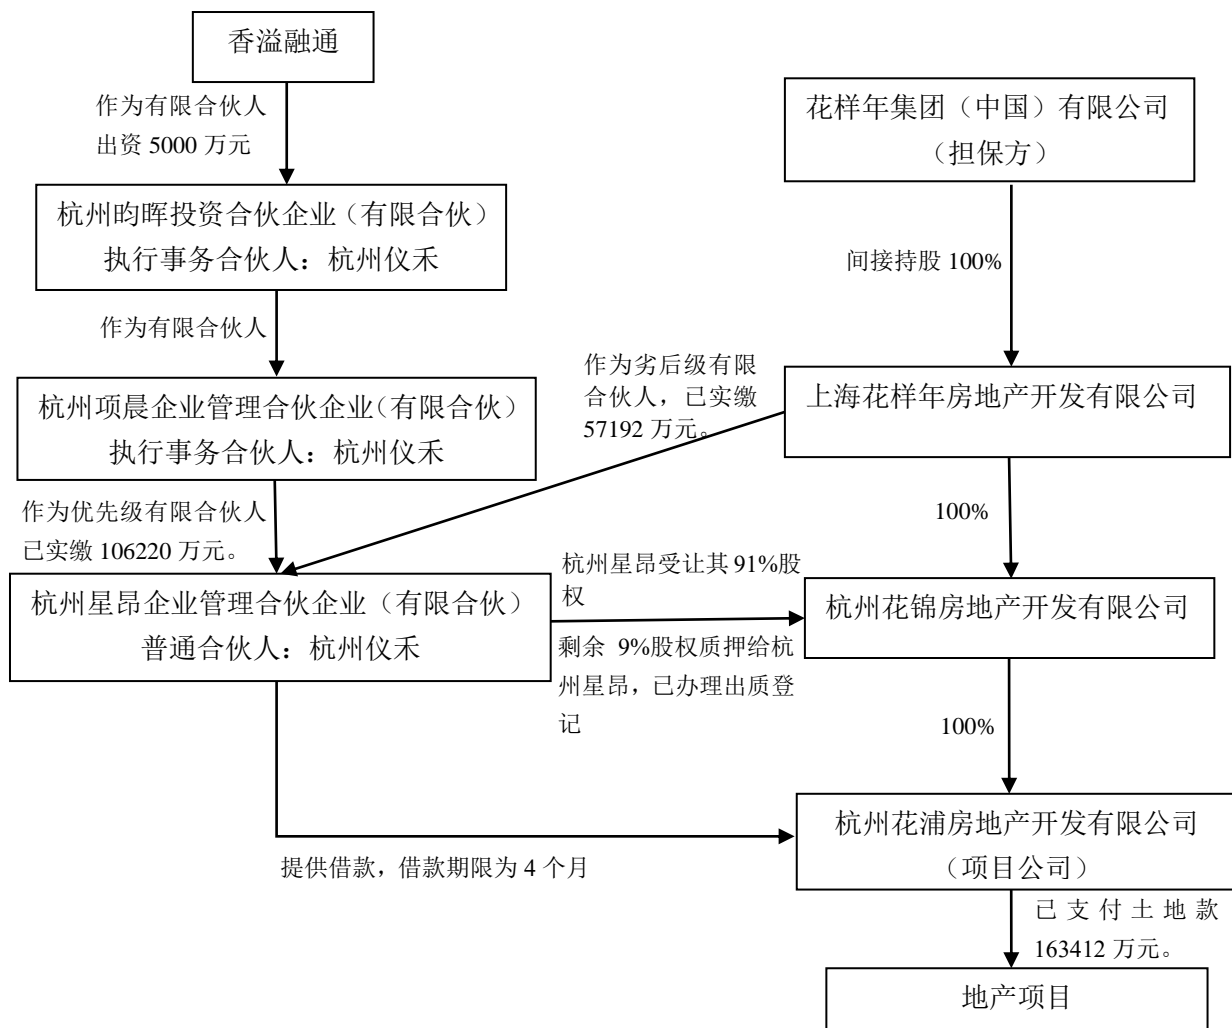 香溢融通
作为有限合伙人
出资 5000 万元
花样年集团（中国）有限公司
（担保方）
杭州昀晖投资合伙企业（有限合伙）
执行事务合伙人：杭州仪禾
间接持股 100%
作为有限合伙人
作为劣后级有限
合伙人，已实缴
57192 万元。
杭州项晨企业管理合伙企业（有限合伙）
执行事务合伙人：杭州仪禾
上海花样年房地产开发有限公司
作为优先级有限合伙人
已实缴 106220 万元。
100%
杭州星昂受让其 91%股
权
杭州星昂企业管理合伙企业（有限合伙）
普通合伙人：杭州仪禾
杭州花锦房地产开发有限公司
剩余 9%股权质押给杭
州星昂，已办理出质登
记
100%
杭州花浦房地产开发有限公司
（项目公司）
提供借款，借款期限为 4 个月
已支付土地款
163412 万元。
地产项目